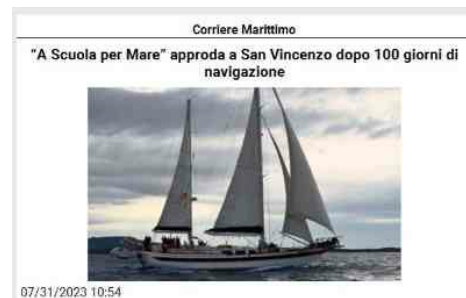 Corriere Marittimo
"A Scuola per Mare" approda a San Vincenzo dopo 100 giorni di
navigazione
07/31/2023 10:54